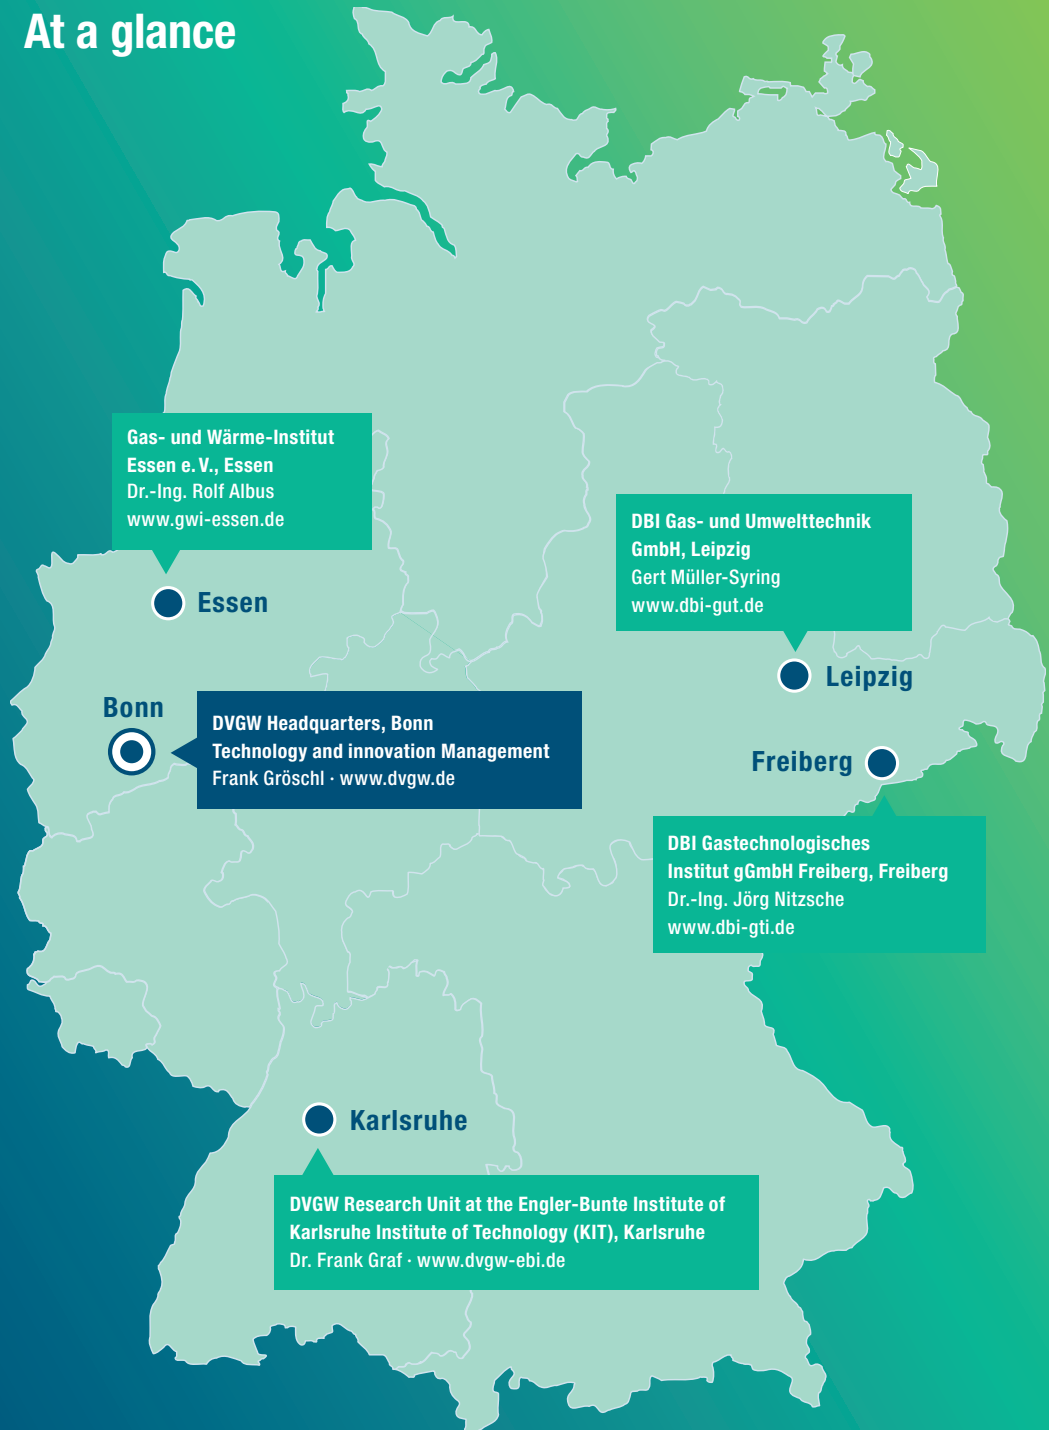 At a glance
Gas- und Wärme-Institut
Essen e. V., Essen
Dr.-Ing. Rolf Albus
www.gwi-essen.de
Essen
DBI Gas- und Umwelttechnik
GmbH, Leipzig
Gert Müller-Syring
www.dbi-gut.de
Leipzig
Bonn
DVGW Headquarters, Bonn
Technology and innovation Management
Frank Gröschl · www.dvgw.de
Freiberg
DBI Gastechnologisches
Institut gGmbH Freiberg, Freiberg
Dr.-Ing. Jörg Nitzsche
www.dbi-gti.de
Karlsruhe
DVGW Research Unit at the Engler-Bunte Institute of
Karlsruhe Institute of Technology (KIT), Karlsruhe
Dr. Frank Graf · www.dvgw-ebi.de